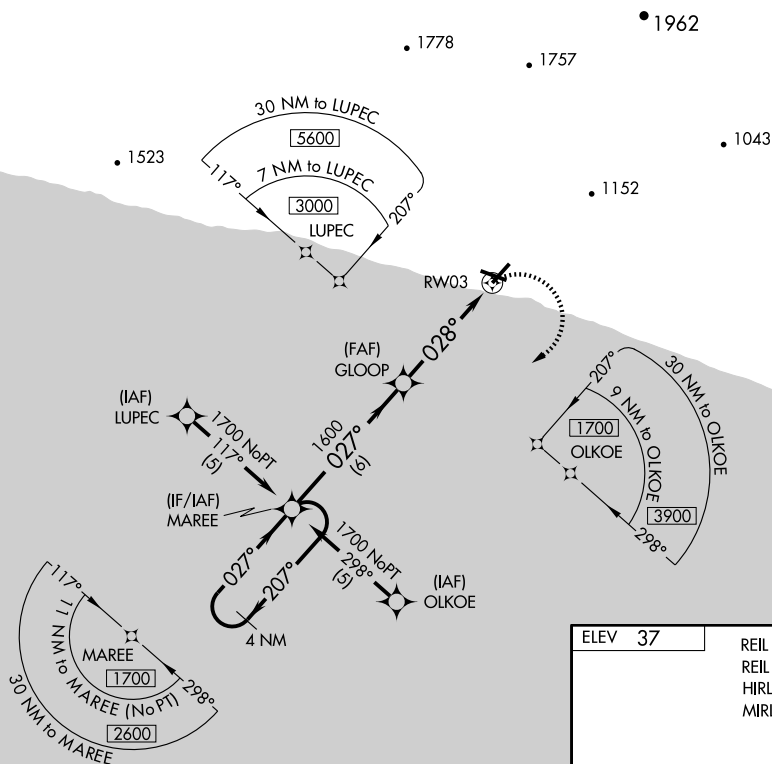 1962
1778
1757
30 NM to LUPEC
5600
1523
7 NM to LUPEC
117°
207°
3000
LUPEC
1043
1152
RW03
028°
(FAF)
GLOOP
207°
30 NM to OLKOE
9 NM to OLKOE
1700
OLKOE
3900
298°
(IAF)
LUPEC
1700 NoPT
117°
(5)
1600
027°
(6)
(IF/IAF)
MAREE
1700 NoPT
298°
(5)
(IAF)
OLKOE
027°
207°
4 NM
117°
MAREE
1700
298°
11 NM to MAREE (NoPT)
2600
30 NM to MAREE
ELEV 37
REIL
REIL
HIRL
MIRL